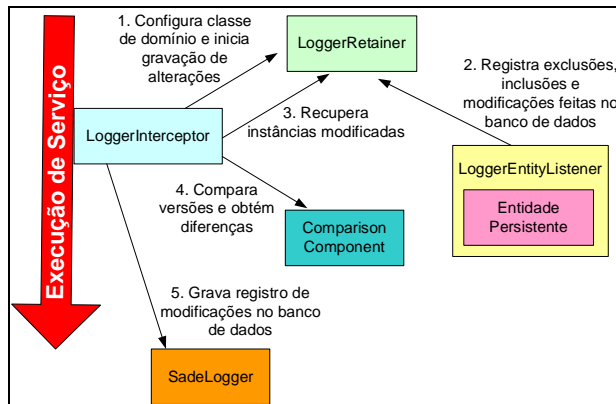 1. Configura classe
de domínio e inicia
gravação de
alterações
LoggerRetainer
2. Registra exclusões,
inclusões e
modificações feitas no
banco de dados
3. Recupera
instâncias modificadas
LoggerInterceptor
LoggerEntityListener
Entidade
Persistente
4. Compara
versões e obtém
diferenças
Comparison
Component
5. Grava registro de
modificações no banco
de dados
SadeLogger
Execução de Serviço